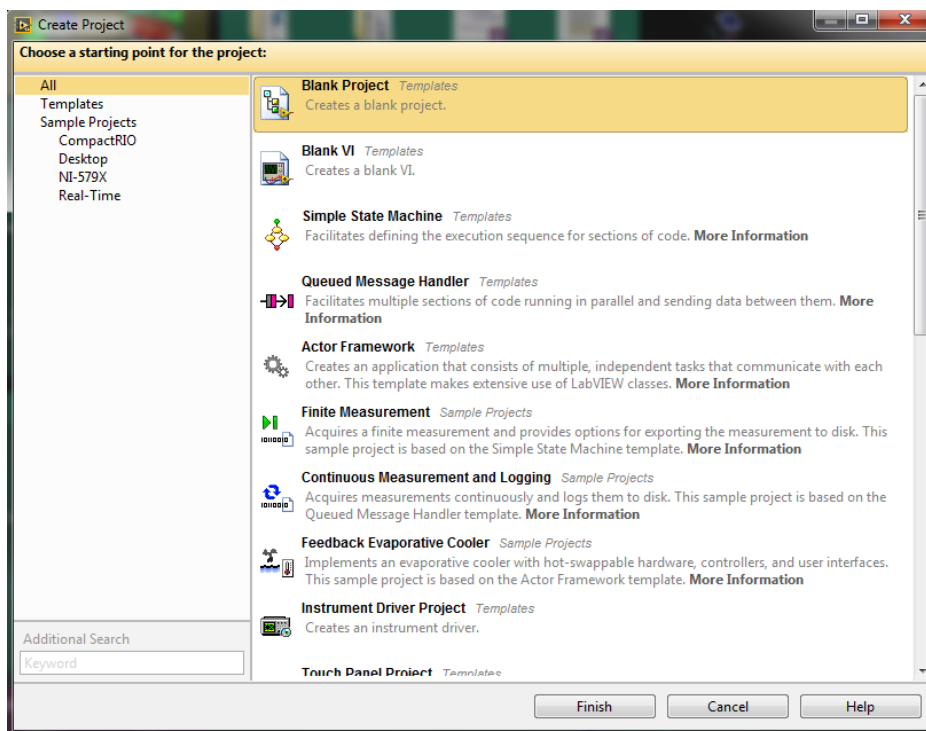 Create Project
Choose a starting point for the project:
All
Templates
Sample Projects
CompactRIO
Desktop
NI-579X
Real-Time
Additional Search
Keyword
Blank Project Templates
Creates a blank project.
Blank VI Templates
Creates a blank VI.
Simple State Machine Templates
Facilitates defining the execution sequence for sections of code. More Information
Queued Message Handler Templates
Facilitates multiple sections of code running in parallel and sending data between them. More
Information
Actor Framework Templates
Creates an application that consists of multiple, independent tasks that communicate with each
other. This template makes extensive use of LabVIEW classes. More Information
Finite Measurement Sample Projects
Acquires a finite measurement and provides options for exporting the measurement to disk. This
sample project is based on the Simple State Machine template. More Information
Continuous Measurement and Logging Sample Projects
Acquires measurements continuously and logs them to disk. This sample project is based on the
Queued Message Handler template. More Information
Feedback Evaporative Cooler Sample Projects
Implements an evaporative cooler with hot-swappable hardware, controllers, and user interfaces.
This sample project is based on the Actor Framework template. More Information
Instrument Driver Project Templates
Creates an instrument driver.
Touch Panel Project Templates
Finish
Cancel
Help